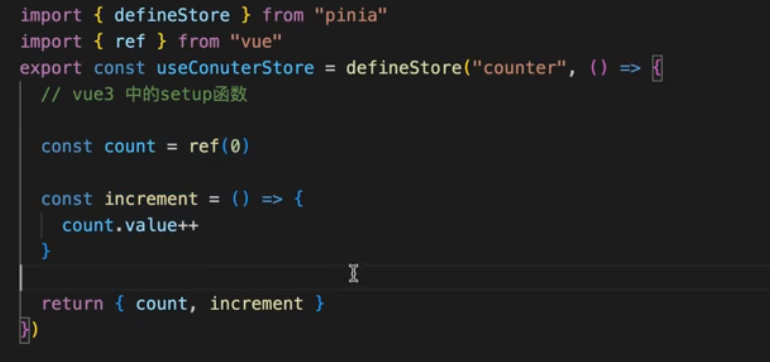 import { defineStore } from "pinia"
import { ref } from "vue"
export const useConuterStore = defineStore("counter", () => {
// vue3 中的setup函数
const count = ref(0)
const increment = () => {
count.value++
}
return { count, increment }
})